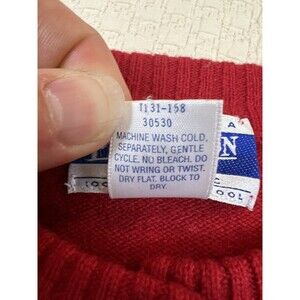 1131-158
30530
MACHINE WASH COLD,
SEPARATELY, GENTLE
CYCLE. NO BLEACH. DO
NOT WRING OR TWIST.
DRY FLAT. BLOCK TO
DRY.